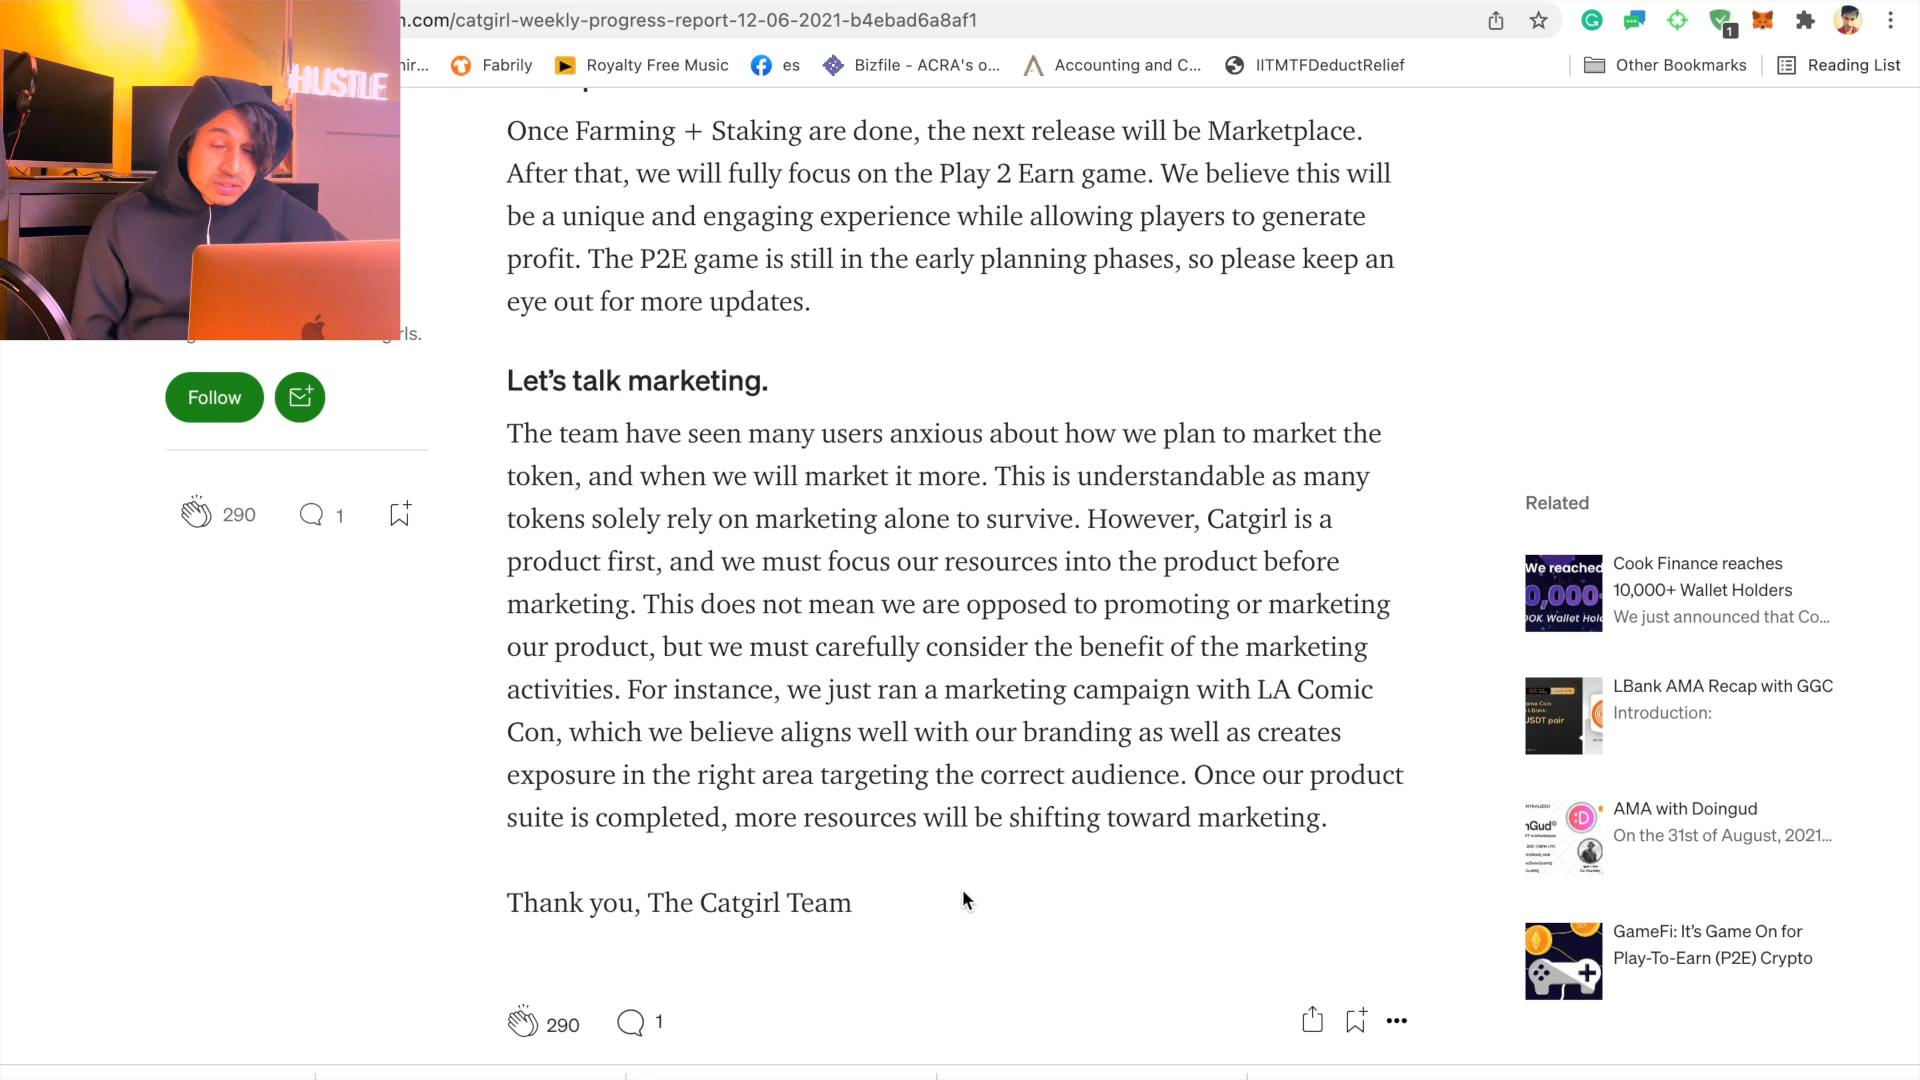 n.com/catgirl-weekly-progress-report-12-06-2021-b4ebad6a8af1
1
Fabrily
Royalty Free Music
es
Bizfile - ACRA's o...
Accounting and C...
IITMTFDeductRelief
Other Bookmarks
Reading List
HUSTLE
Once Farming + Staking are done, the next release will be Marketplace.
After that, we will fully focus on the Play 2 Earn game. We believe this will
be a unique and engaging experience while allowing players to generate
profit. The P2E game is still in the early planning phases, so please keep an
eye out for more updates.
rls.
Follow
290
1
Let's talk marketing.
The team have seen many users anxious about how we plan to market the
token, and when we will market it more. This is understandable as many
tokens solely rely on marketing alone to survive. However, Catgirl is a
product first, and we must focus our resources into the product before
marketing. This does not mean we are opposed to promoting or marketing
our product, but we must carefully consider the benefit of the marketing
activities. For instance, we just ran a marketing campaign with LA Comic
Con, which we believe aligns well with our branding as well as creates
exposure in the right area targeting the correct audience. Once our product
suite is completed, more resources will be shifting toward marketing.
Thank you, The Catgirl Team
290
1
Related
We reached
0,000+
Cook Finance reaches
10,000+ Wallet Holders
We just announced that Co...
USDT pair
LBank AMA Recap with GGC
Introduction:
AMA with Doingud
On the 31st of August, 2021...
GameFi: It's Game On for
Play-To-Earn (P2E) Crypto